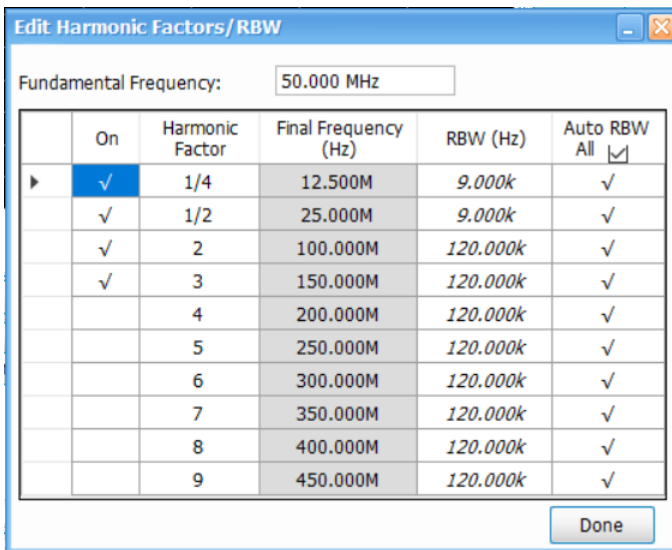 Edit Harmonic Factors/RBW
Fundamental Frequency: 50.000 MHz
On Harmonic Factor Final Frequency (Hz) RBW (Hz) Auto RBW All
√ 1/4 12.500M 9.000k √
√ 1/2 25.000M 9.000k √
√ 2 100.000M 120.000k √
√ 3 150.000M 120.000k √
4 200.000M 120.000k √
5 250.000M 120.000k √
6 300.000M 120.000k √
7 350.000M 120.000k √
8 400.000M 120.000k √
9 450.000M 120.000k √
Done